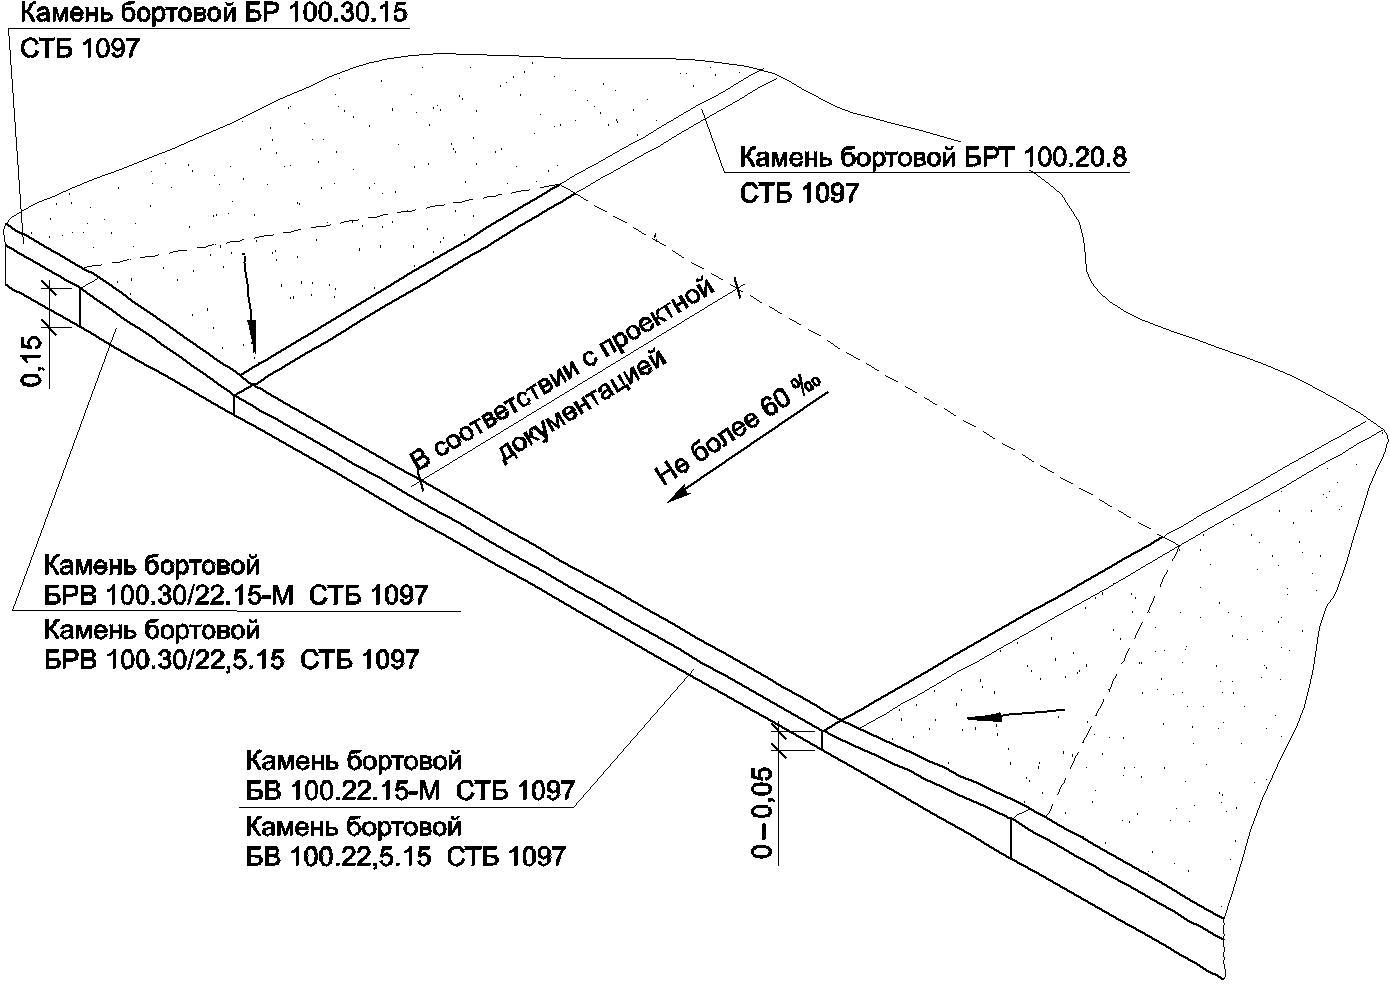 Камень бортовой БР 100.30.15
СТБ 1097
Камень бортовой БРТ 100.20.8
СТБ 1097
0,15
В соответствии с проектной
документацией
Не более 60 ‰
Камень бортовой
БРВ 100.30/22.15-М СТБ 1097
Камень бортовой
БРВ 100.30/22,5.15 СТБ 1097
Камень бортовой
БВ 100.22.15-М СТБ 1097
Камень бортовой
БВ 100.22,5.15 СТБ 1097
0–0,05